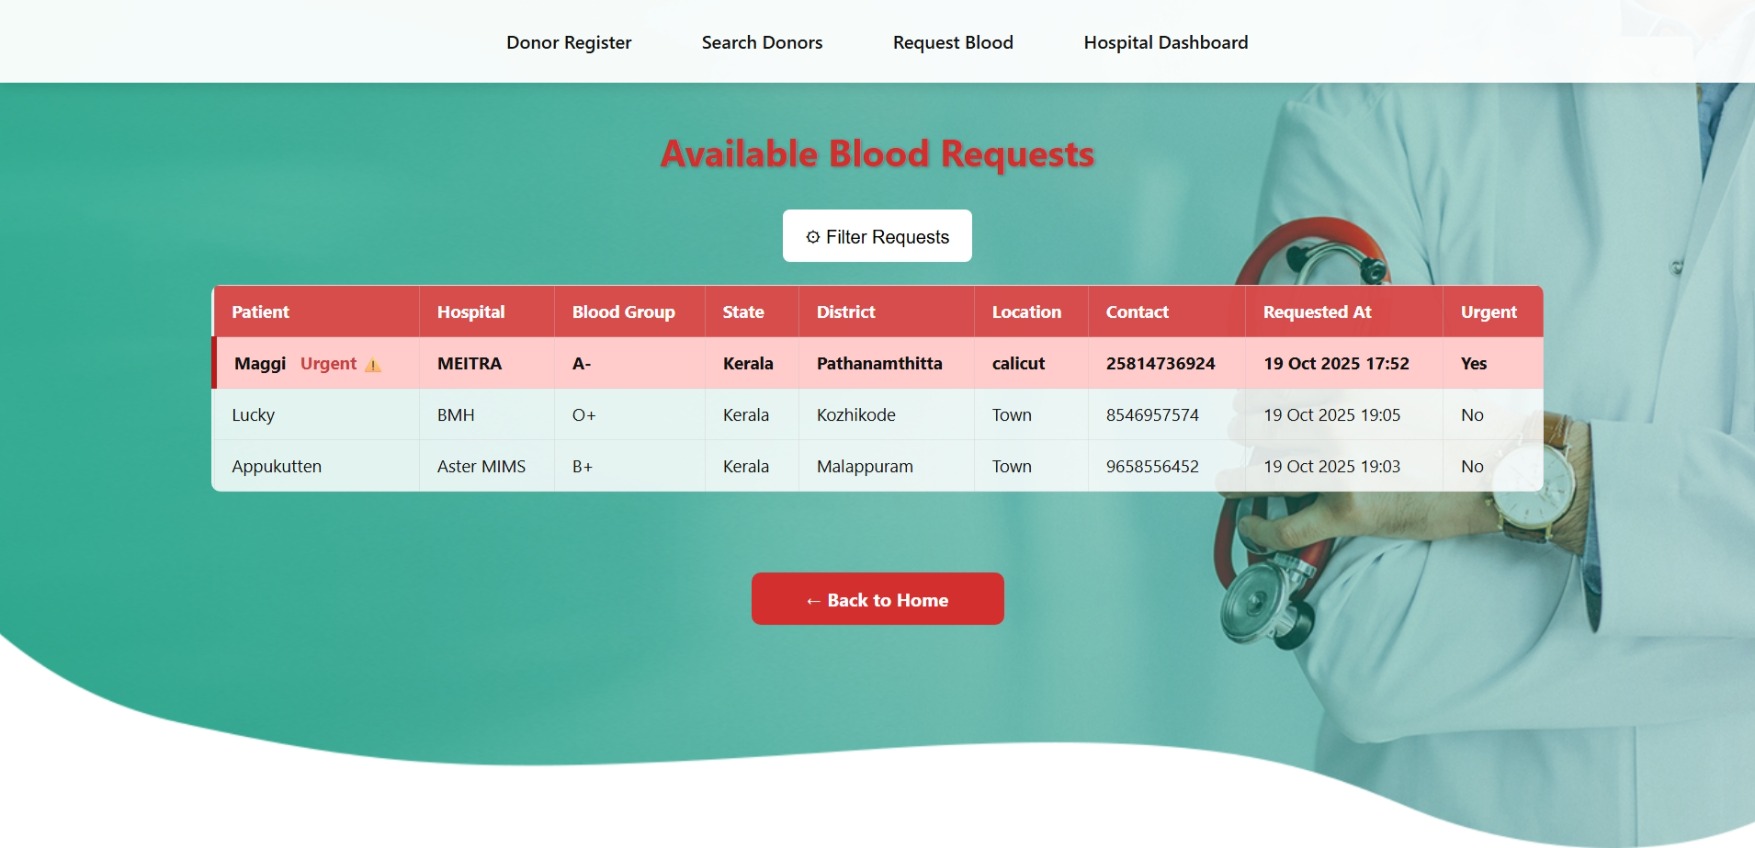 Donor Register Search Donors Request Blood Hospital Dashboard
Available Blood Requests
⚙ Filter Requests
Patient Hospital Blood Group State District Location Contact Requested At Urgent
Maggi Urgent ⚠️ MEITRA A- Kerala Pathanamthitta calicut 25814736924 19 Oct 2025 17:52 Yes
Lucky BMH O+ Kerala Kozhikode Town 8546957574 19 Oct 2025 19:05 No
Appukutten Aster MIMS B+ Kerala Malappuram Town 9658556452 19 Oct 2025 19:03 No
← Back to Home